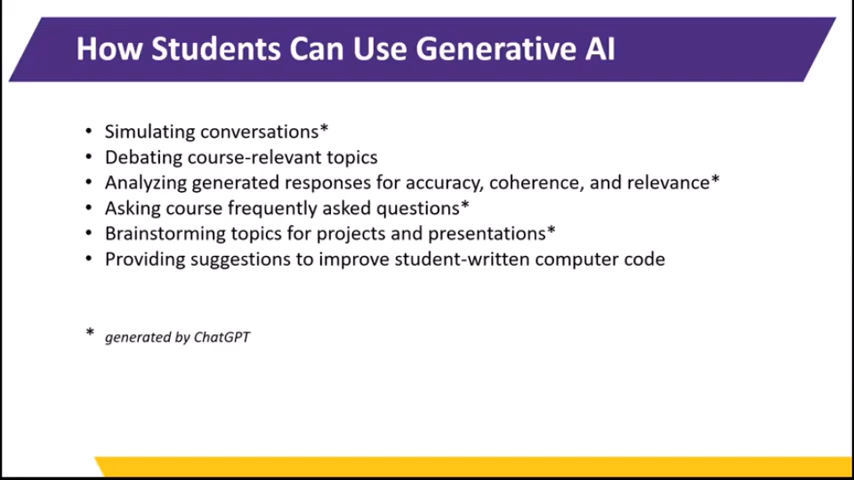 How Students Can Use Generative AI
• Simulating conversations*
• Debating course-relevant topics
• Analyzing generated responses for accuracy, coherence, and relevance*
• Asking course frequently asked questions*
• Brainstorming topics for projects and presentations*
• Providing suggestions to improve student-written computer code
* generated by ChatGPT